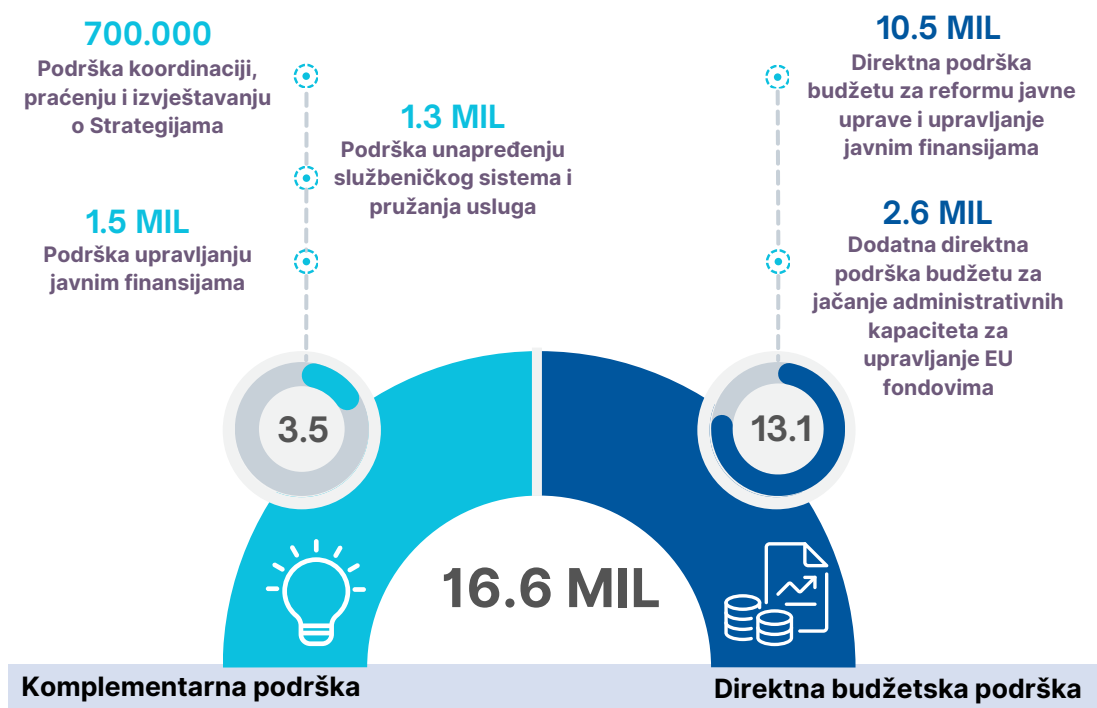 700.000
Podrška koordinaciji,
praćenju i izvještavanju
o Strategijama
1.3 MIL
Podrška unapređenju
službeničkog sistema i
pružanja usluga
1.5 MIL
Podrška upravljanju
javnim finansijama
10.5 MIL
Direktna podrška
budžetu za reformu javne
uprave i upravljanje
javnim finansijama
2.6 MIL
Dodatna direktna
podrška budžetu za
jačanje administrativnih
kapaciteta za
upravljanje EU
fondovima
3.5
13.1
16.6 MIL
Komplementarna podrška
Direktna budžetska podrška